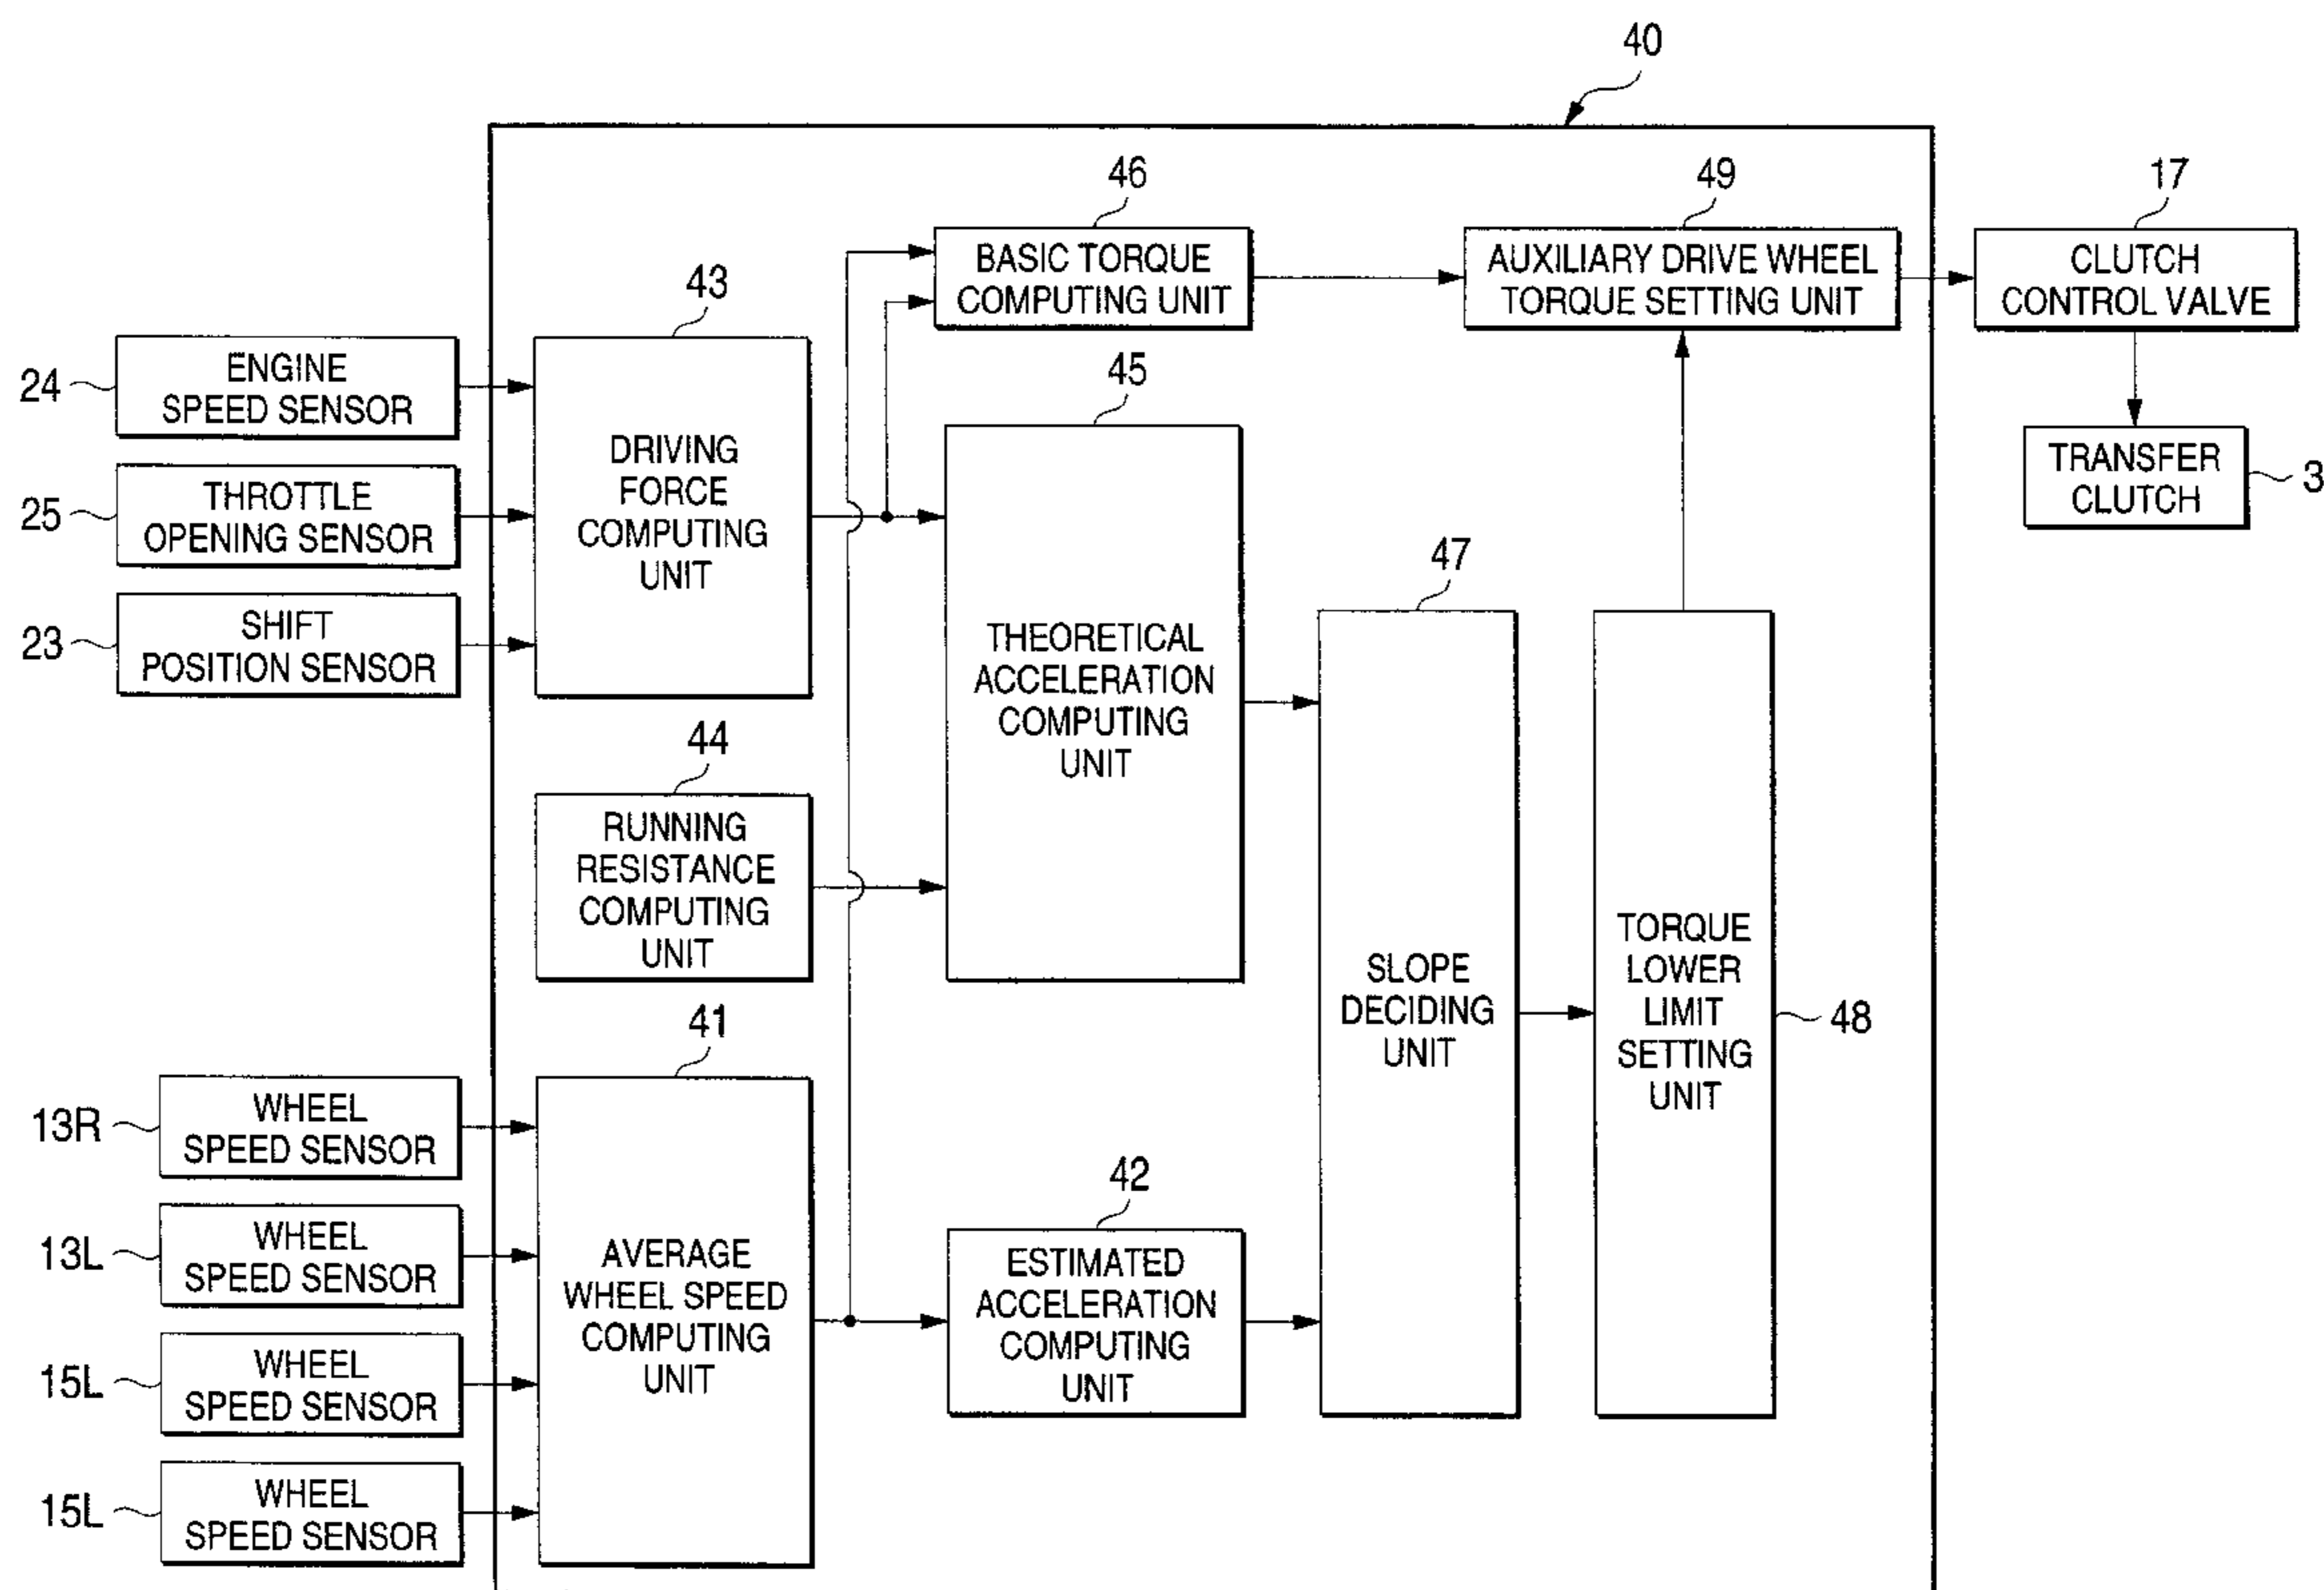 40
46
BASIC TORQUE
COMPUTING UNIT
49
AUXILIARY DRIVE WHEEL
TORQUE SETTING UNIT
17
CLUTCH
CONTROL VALVE
TRANSFER
CLUTCH
3
24
ENGINE
SPEED SENSOR
25
THROTTLE
OPENING SENSOR
23
SHIFT
POSITION SENSOR
43
DRIVING
FORCE
COMPUTING
UNIT
45
THEORETICAL
ACCELERATION
COMPUTING
UNIT
44
RUNNING
RESISTANCE
COMPUTING
UNIT
47
SLOPE
DECIDING
UNIT
TORQUE
LOWER
LIMIT
SETTING
UNIT
48
41
AVERAGE
WHEEL SPEED
COMPUTING
UNIT
13R
WHEEL
SPEED SENSOR
13L
WHEEL
SPEED SENSOR
15L
WHEEL
SPEED SENSOR
15L
WHEEL
SPEED SENSOR
42
ESTIMATED
ACCELERATION
COMPUTING
UNIT